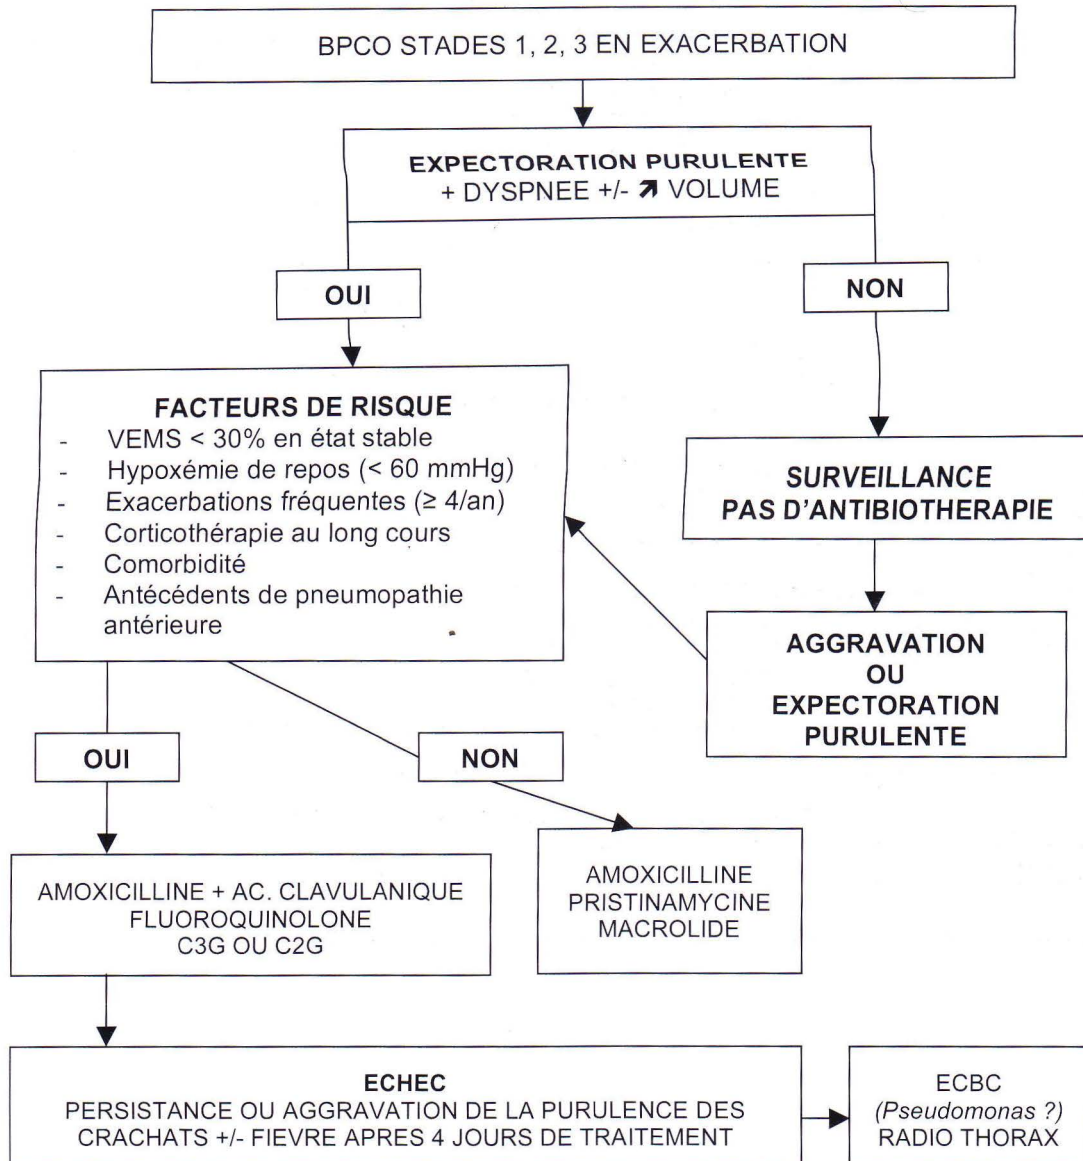 BPCO STADES 1, 2, 3 EN EXACERBATION
EXPECTORATION PURULENTE
+ DYSPNEE +/- ↗ VOLUME
OUI
NON
FACTEURS DE RISQUE
- VEMS < 30% en état stable
- Hypoxémie de repos (< 60 mmHg)
- Exacerbations fréquentes (≥ 4/an)
- Corticothérapie au long cours
- Comorbidité
- Antécédents de pneumopathie
antérieure
SURVEILLANCE
PAS D'ANTIBIOTHERAPIE
AGGRAVATION
OU
EXPECTORATION
PURULENTE
OUI
NON
AMOXICILLINE + AC. CLAVULANIQUE
FLUOROQUINOLONE
C3G OU C2G
AMOXICILLINE
PRISTINAMYCINE
MACROLIDE
ECHEC
PERSISTANCE OU AGGRAVATION DE LA PURULENCE DES
CRACHATS +/- FIEVRE APRES 4 JOURS DE TRAITEMENT
ECBC
(Pseudomonas ?)
RADIO THORAX